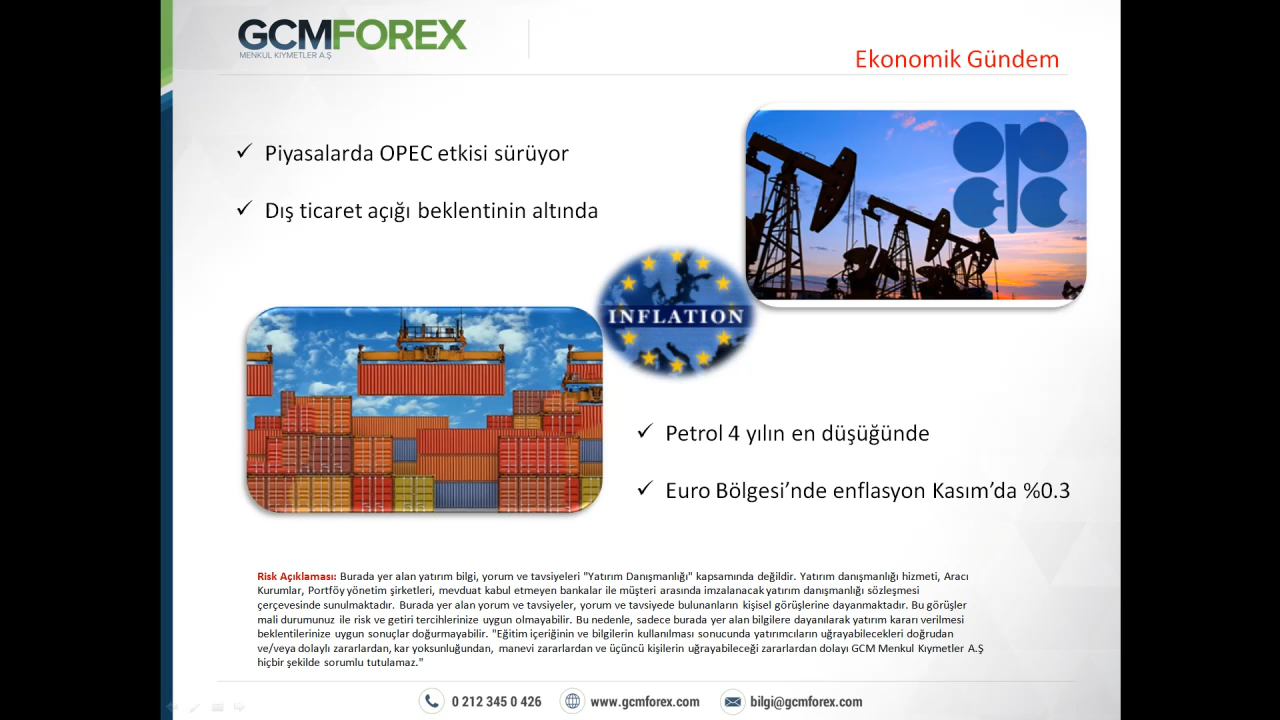 GCMFOREX
MENKUL KIYMETLER A.Ş
Ekonomik Gündem
Piyasalarda OPEC etkisi sürüyor
Dış ticaret açığı beklentinin altında
OPEC
INFLATION
Petrol 4 yılın en düşüğünde
Euro Bölgesi’nde enflasyon Kasım’da %0.3
Risk Açıklaması: Burada yer alan yatırım bilgi, yorum ve tavsiyeleri "Yatırım Danışmanlığı" kapsamında değildir. Yatırım danışmanlığı hizmeti, Aracı
Kurumlar, Portföy yönetim şirketleri, mevduat kabul etmeyen bankalar ile müşteri arasında imzalanacak yatırım danışmanlığı sözleşmesi
çerçevesinde sunulmaktadır. Burada yer alan yorum ve tavsiyeler, yorum ve tavsiyede bulunanların kişisel görüşlerine dayanmaktadır. Bu görüşler
mali durumunuz ile risk ve getiri tercihlerinize uygun olmayabilir. Bu nedenle, sadece burada yer alan bilgilere dayanılarak yatırım kararı verilmesi
beklentilerinize uygun sonuçlar doğurmayabilir. "Eğitim içeriğinin ve bilgilerin kullanılması sonucunda yatırımcıların uğrayabilecekleri doğrudan
ve/veya dolaylı zararlardan, kar yoksunluğundan, manevi zararlardan ve üçüncü kişilerin uğrayabileceği zararlardan dolayı GCM Menkul Kıymetler A.Ş
hiçbir şekilde sorumlu tutulamaz."
0 212 345 0 426 www.gcmforex.com bilgi@gcmforex.com